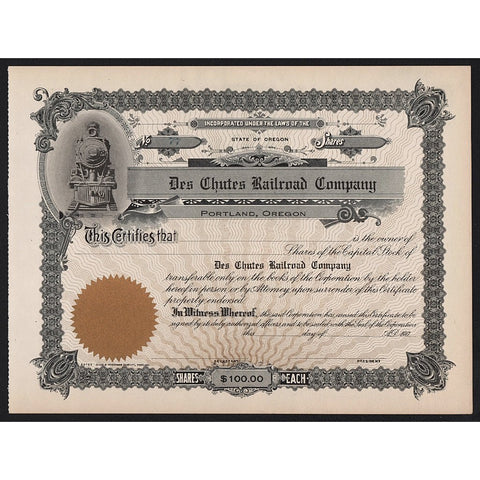 INCORPORATED UNDER THE LAWS OF THE
STATE OF OREGON
No Shares
Des Chutes Railroad Company
PORTLAND, OREGON
This Certifies that is the owner of
Shares of the Capital Stock of
Des Chutes Railroad Company
transferable only on the books of the Corporation by the holder
hereof in person or by Attorney upon surrender of this Certificate
properly endorsed.
In Witness Whereof, the said Corporation has caused this Certificate to be
signed by its duly authorized officers and to be sealed with the Seal of the Corporation
this day of A.D. 190
SECRETARY PRESIDENT
SHARES $100.00 EACH